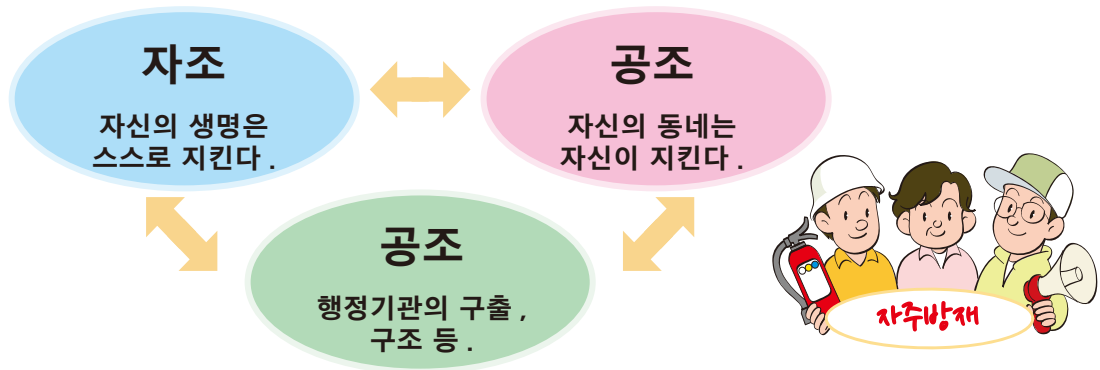 자조
자신의 생명은
스스로 지킨다 .
공조
자신의 동네는
자신이 지킨다 .
공조
행정기관의 구출 ,
구조 등 .
자주방재